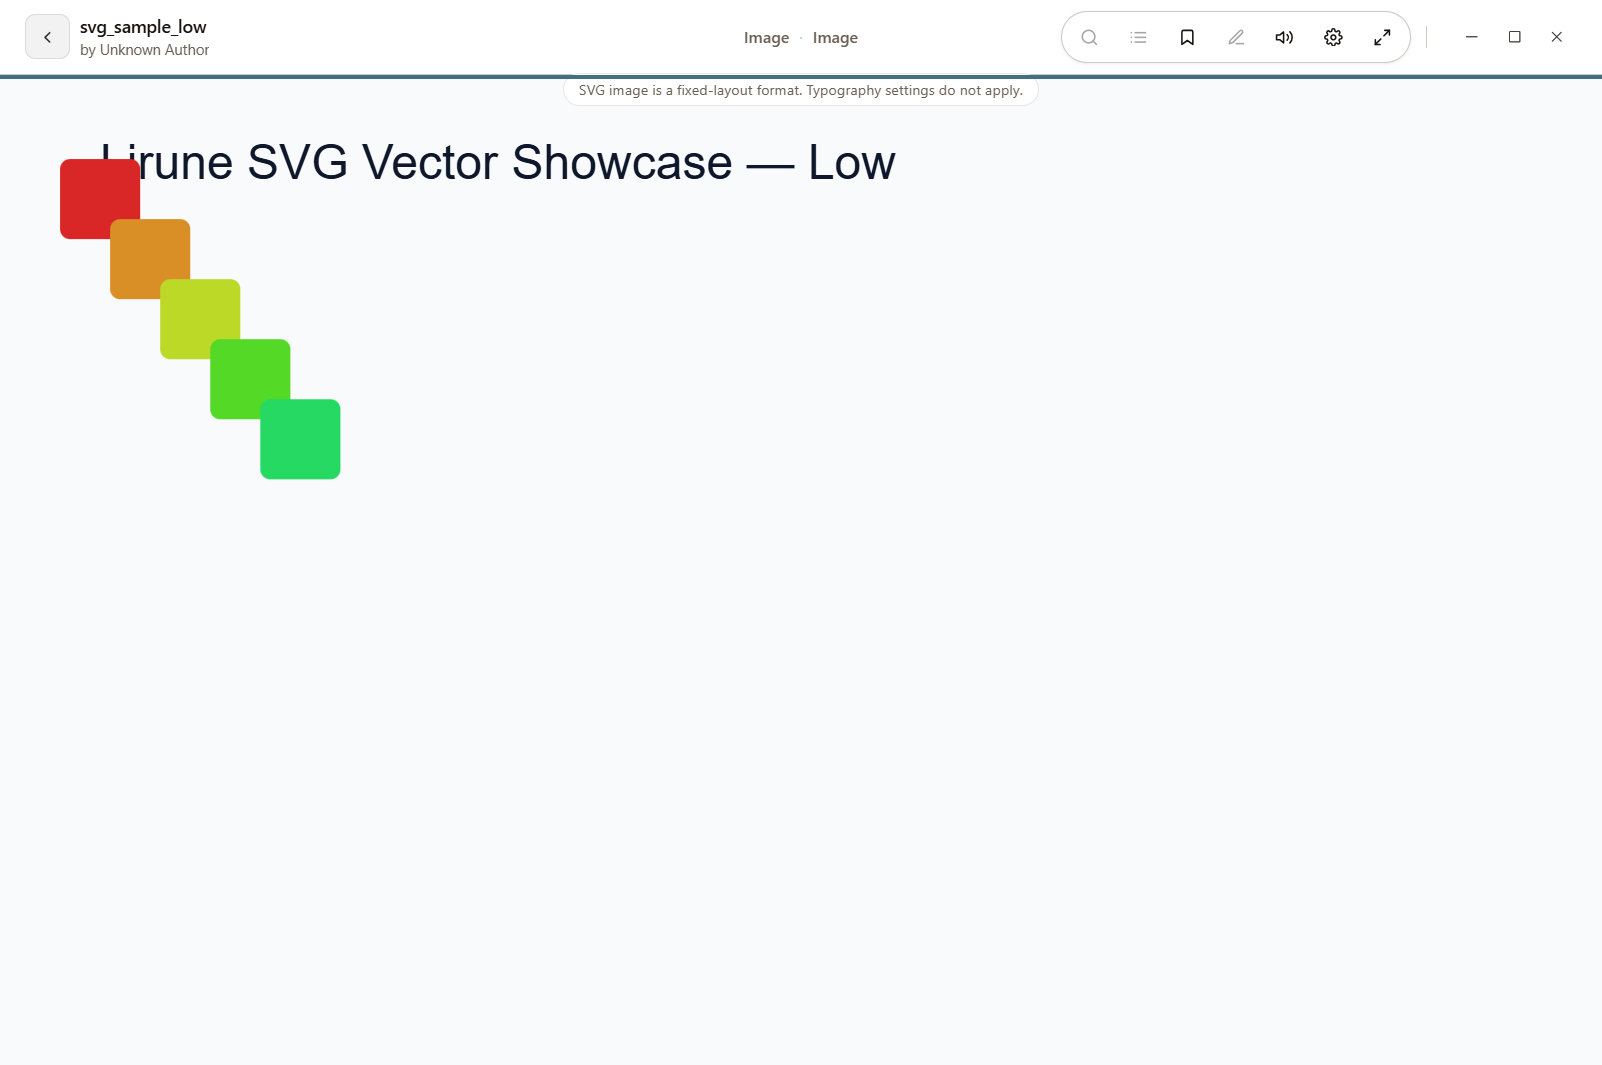 svg_sample_low
by Unknown Author
Image · Image
SVG image is a fixed-layout format. Typography settings do not apply.
Lirune SVG Vector Showcase — Low